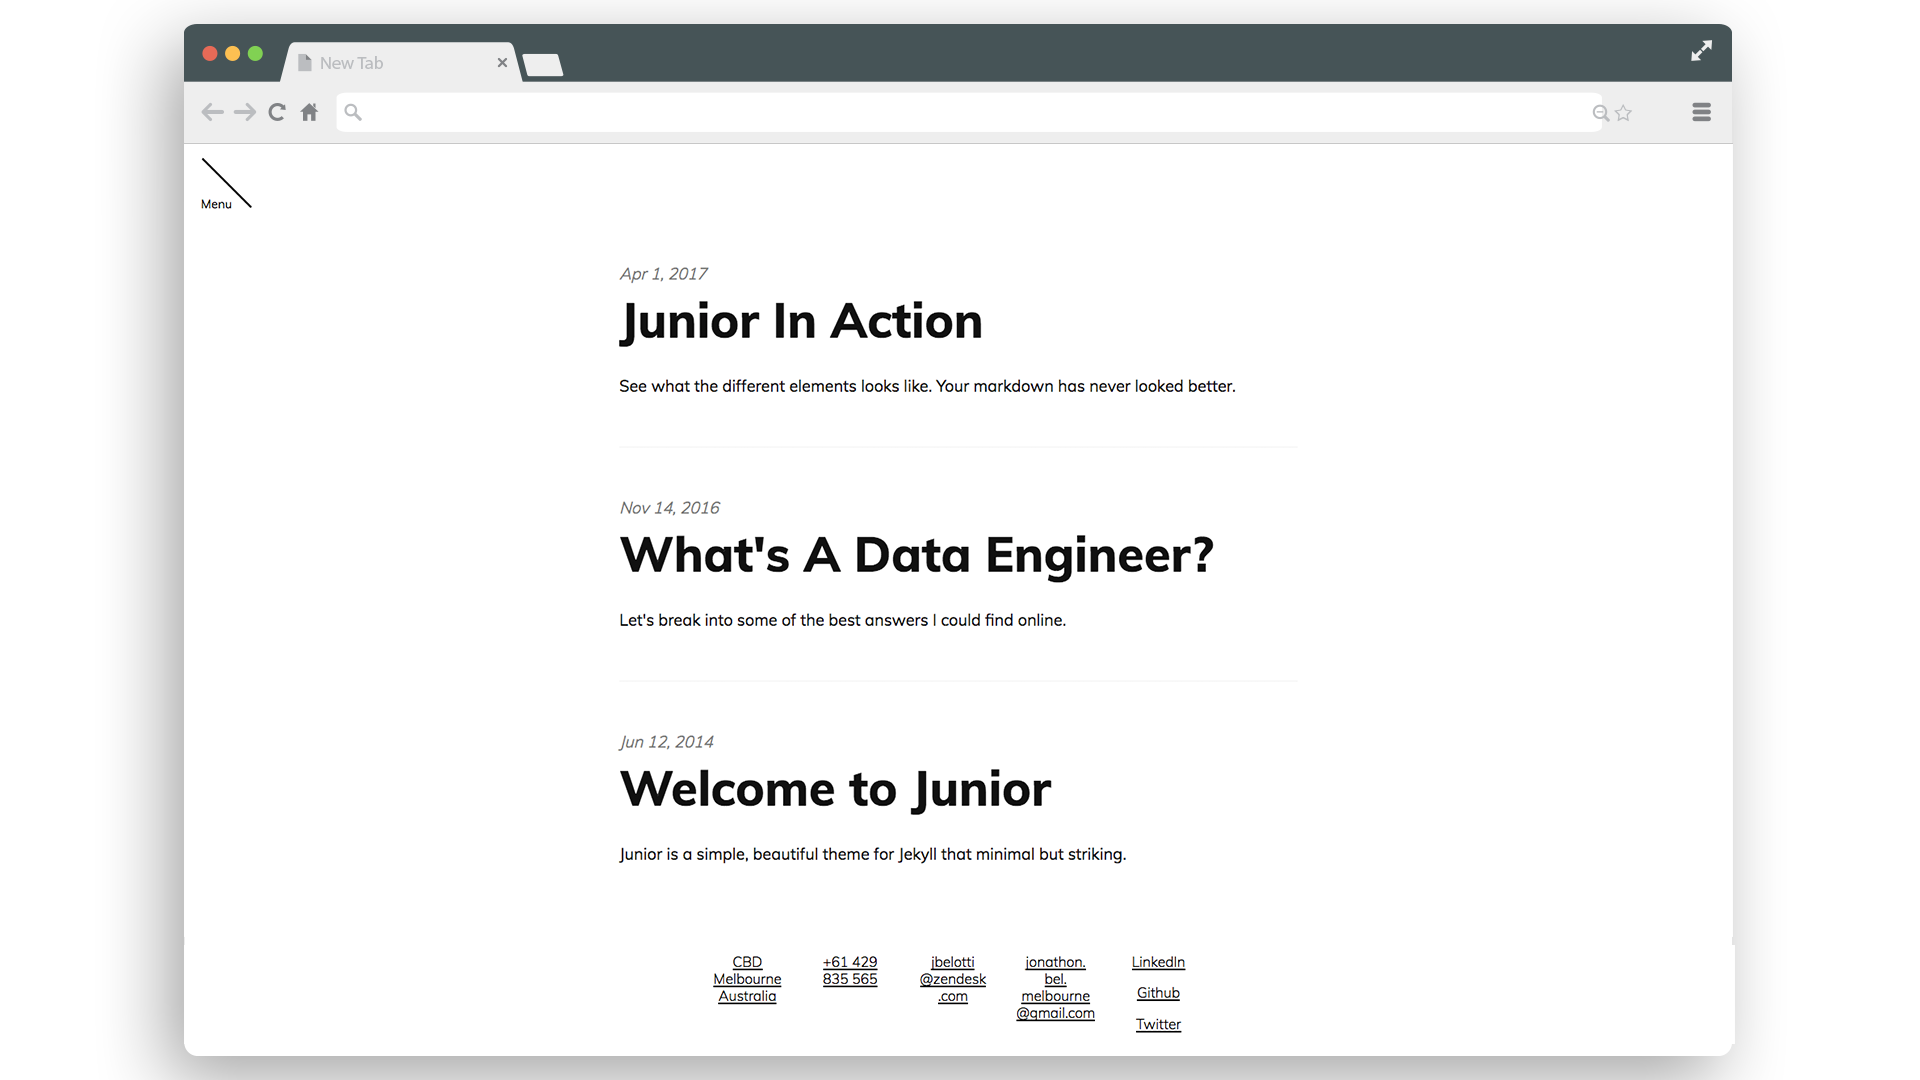 New Tab
Menu
Apr 1, 2017
Junior In Action
See what the different elements looks like. Your markdown has never looked better.
Nov 14, 2016
What's A Data Engineer?
Let's break into some of the best answers I could find online.
Jun 12, 2014
Welcome to Junior
Junior is a simple, beautiful theme for Jekyll that minimal but striking.
CBD
Melbourne
Australia
+61 429
835 565
jbelotti
@zendesk
.com
jonathon.
bel.
melbourne
@gmail.com
LinkedIn
Github
Twitter